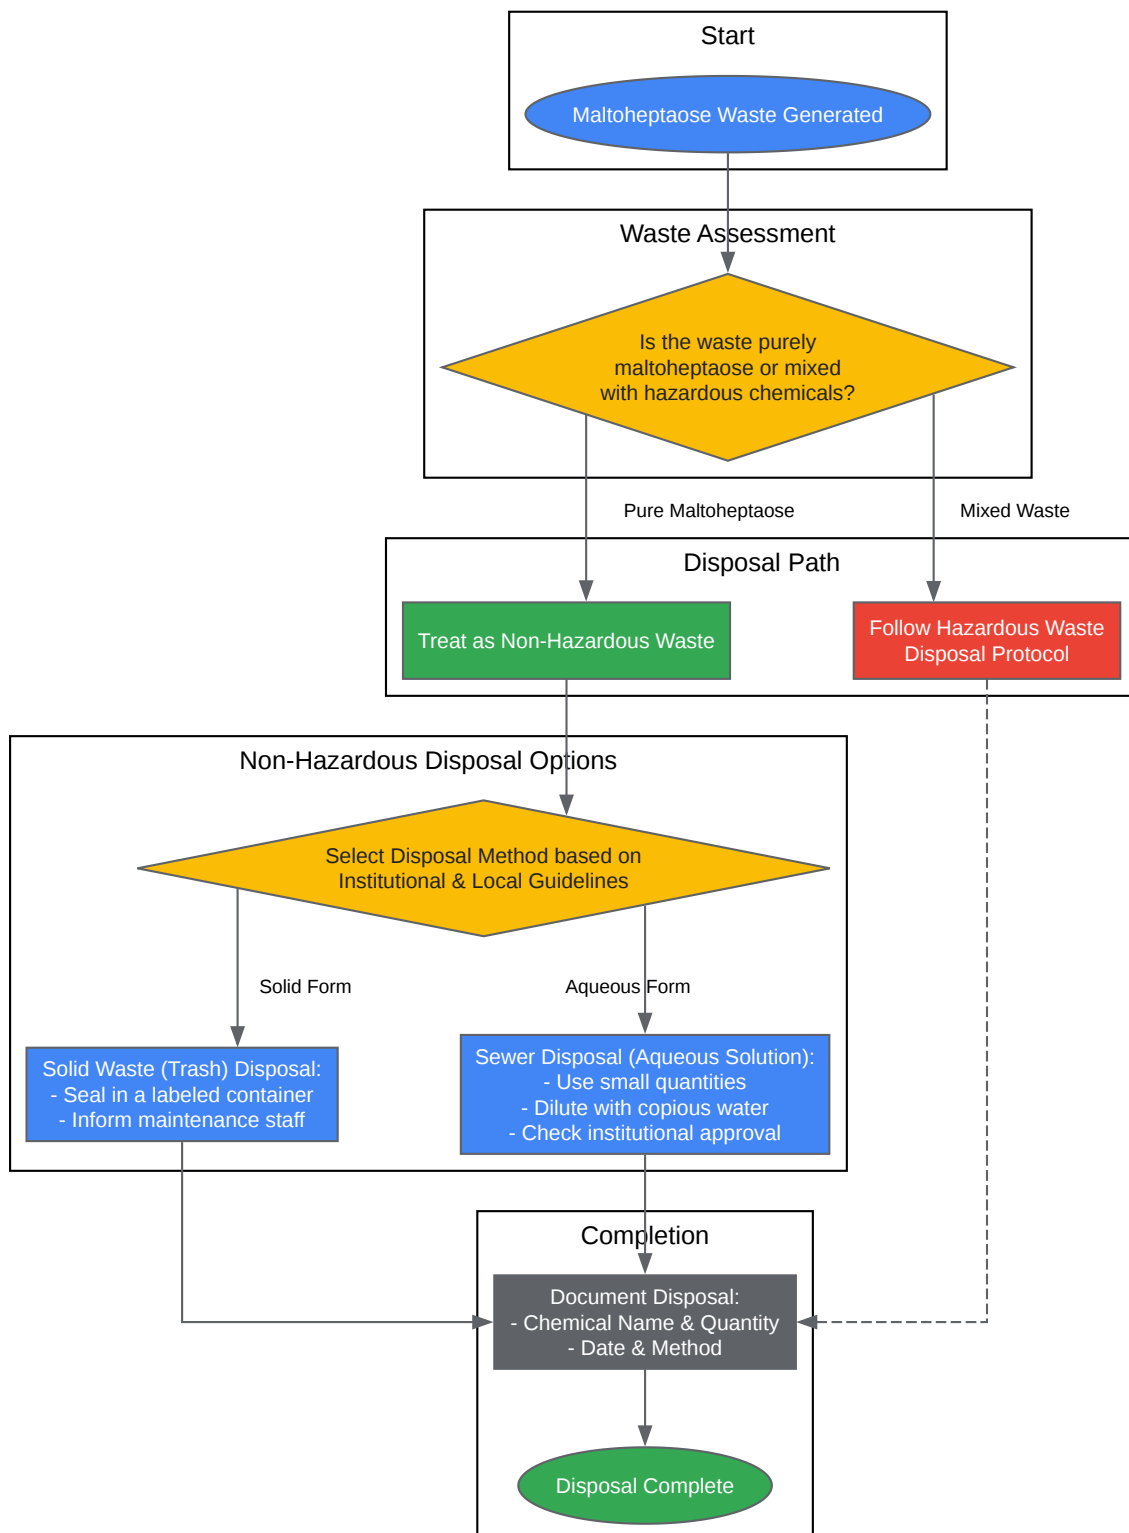 Start
Maltoheptaose Waste Generated
Waste Assessment
Is the waste purely
maltoheptaose or mixed
with hazardous chemicals?
Pure Maltoheptaose
Mixed Waste
Disposal Path
Treat as Non-Hazardous Waste
Follow Hazardous Waste
Disposal Protocol
Non-Hazardous Disposal Options
Select Disposal Method based on
Institutional & Local Guidelines
Solid Form
Aqueous Form
Solid Waste (Trash) Disposal:
- Seal in a labeled container
- Inform maintenance staff
Sewer Disposal (Aqueous Solution):
- Use small quantities
- Dilute with copious water
- Check institutional approval
Completion
Document Disposal:
- Chemical Name & Quantity
- Date & Method
Disposal Complete